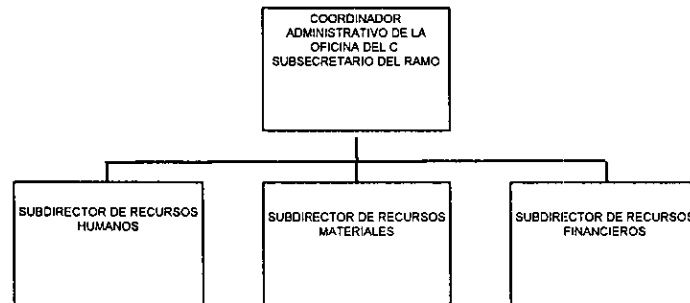 COORDINADOR
ADMINISTRATIVO DE LA
OFICINA DEL C
SUBSECRETARIO DEL RAMO
SUBDIRECTOR DE RECURSOS
HUMANOS
SUBDIRECTOR DE RECURSOS
MATERIALES
SUBDIRECTOR DE RECURSOS
FINANCIEROS